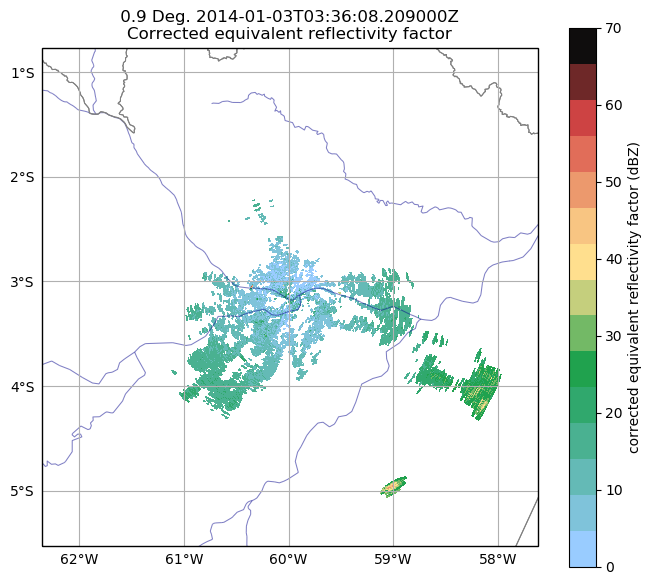 0.9 Deg. 2014-01-03T03:36:08.209000Z
Corrected equivalent reflectivity factor
1°S
2°S
3°S
4°S
5°S
62°W
61°W
60°W
59°W
58°W
70
60
50
40
30
20
10
0
corrected equivalent reflectivity factor (dBZ)